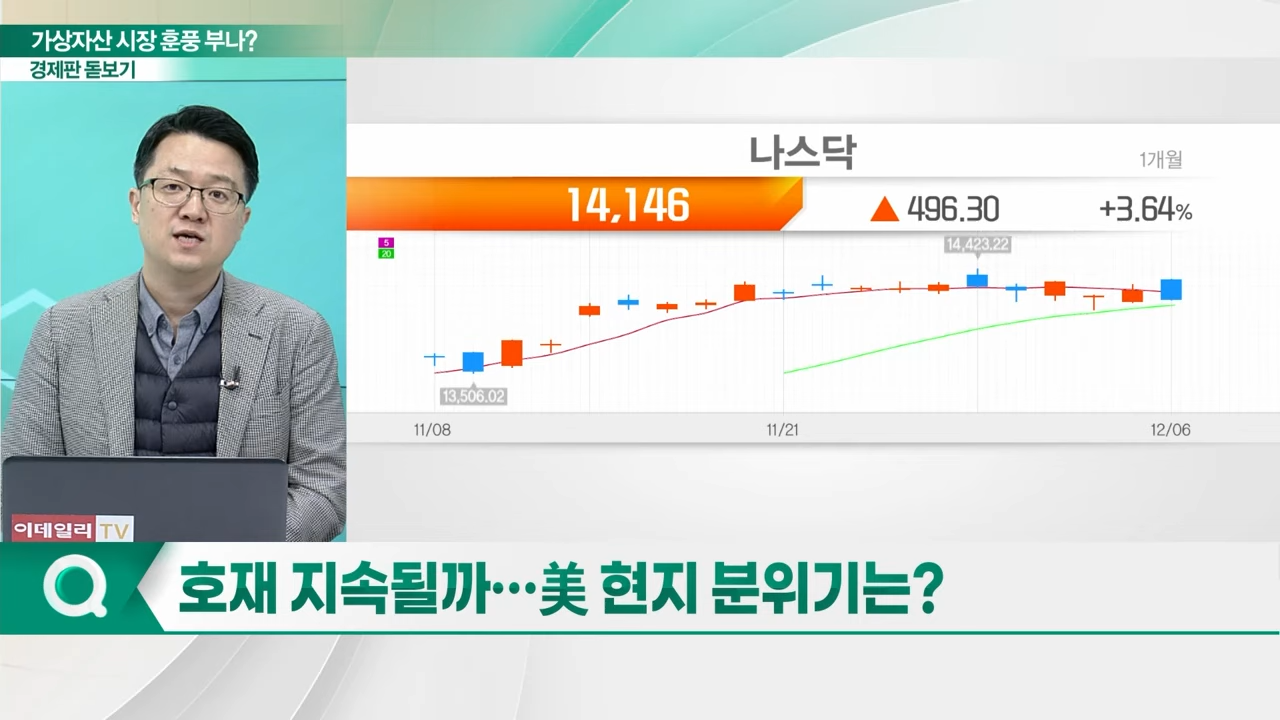 가상자산 시장 훈풍 부나?
경제판 돋보기
나스닥
1개월
14,146
▲ 496.30
+3.64%
5
20
14,423.22
13,506.02
11/08
11/21
12/06
이데일리 TV
호재 지속될까…美 현지 분위기는?